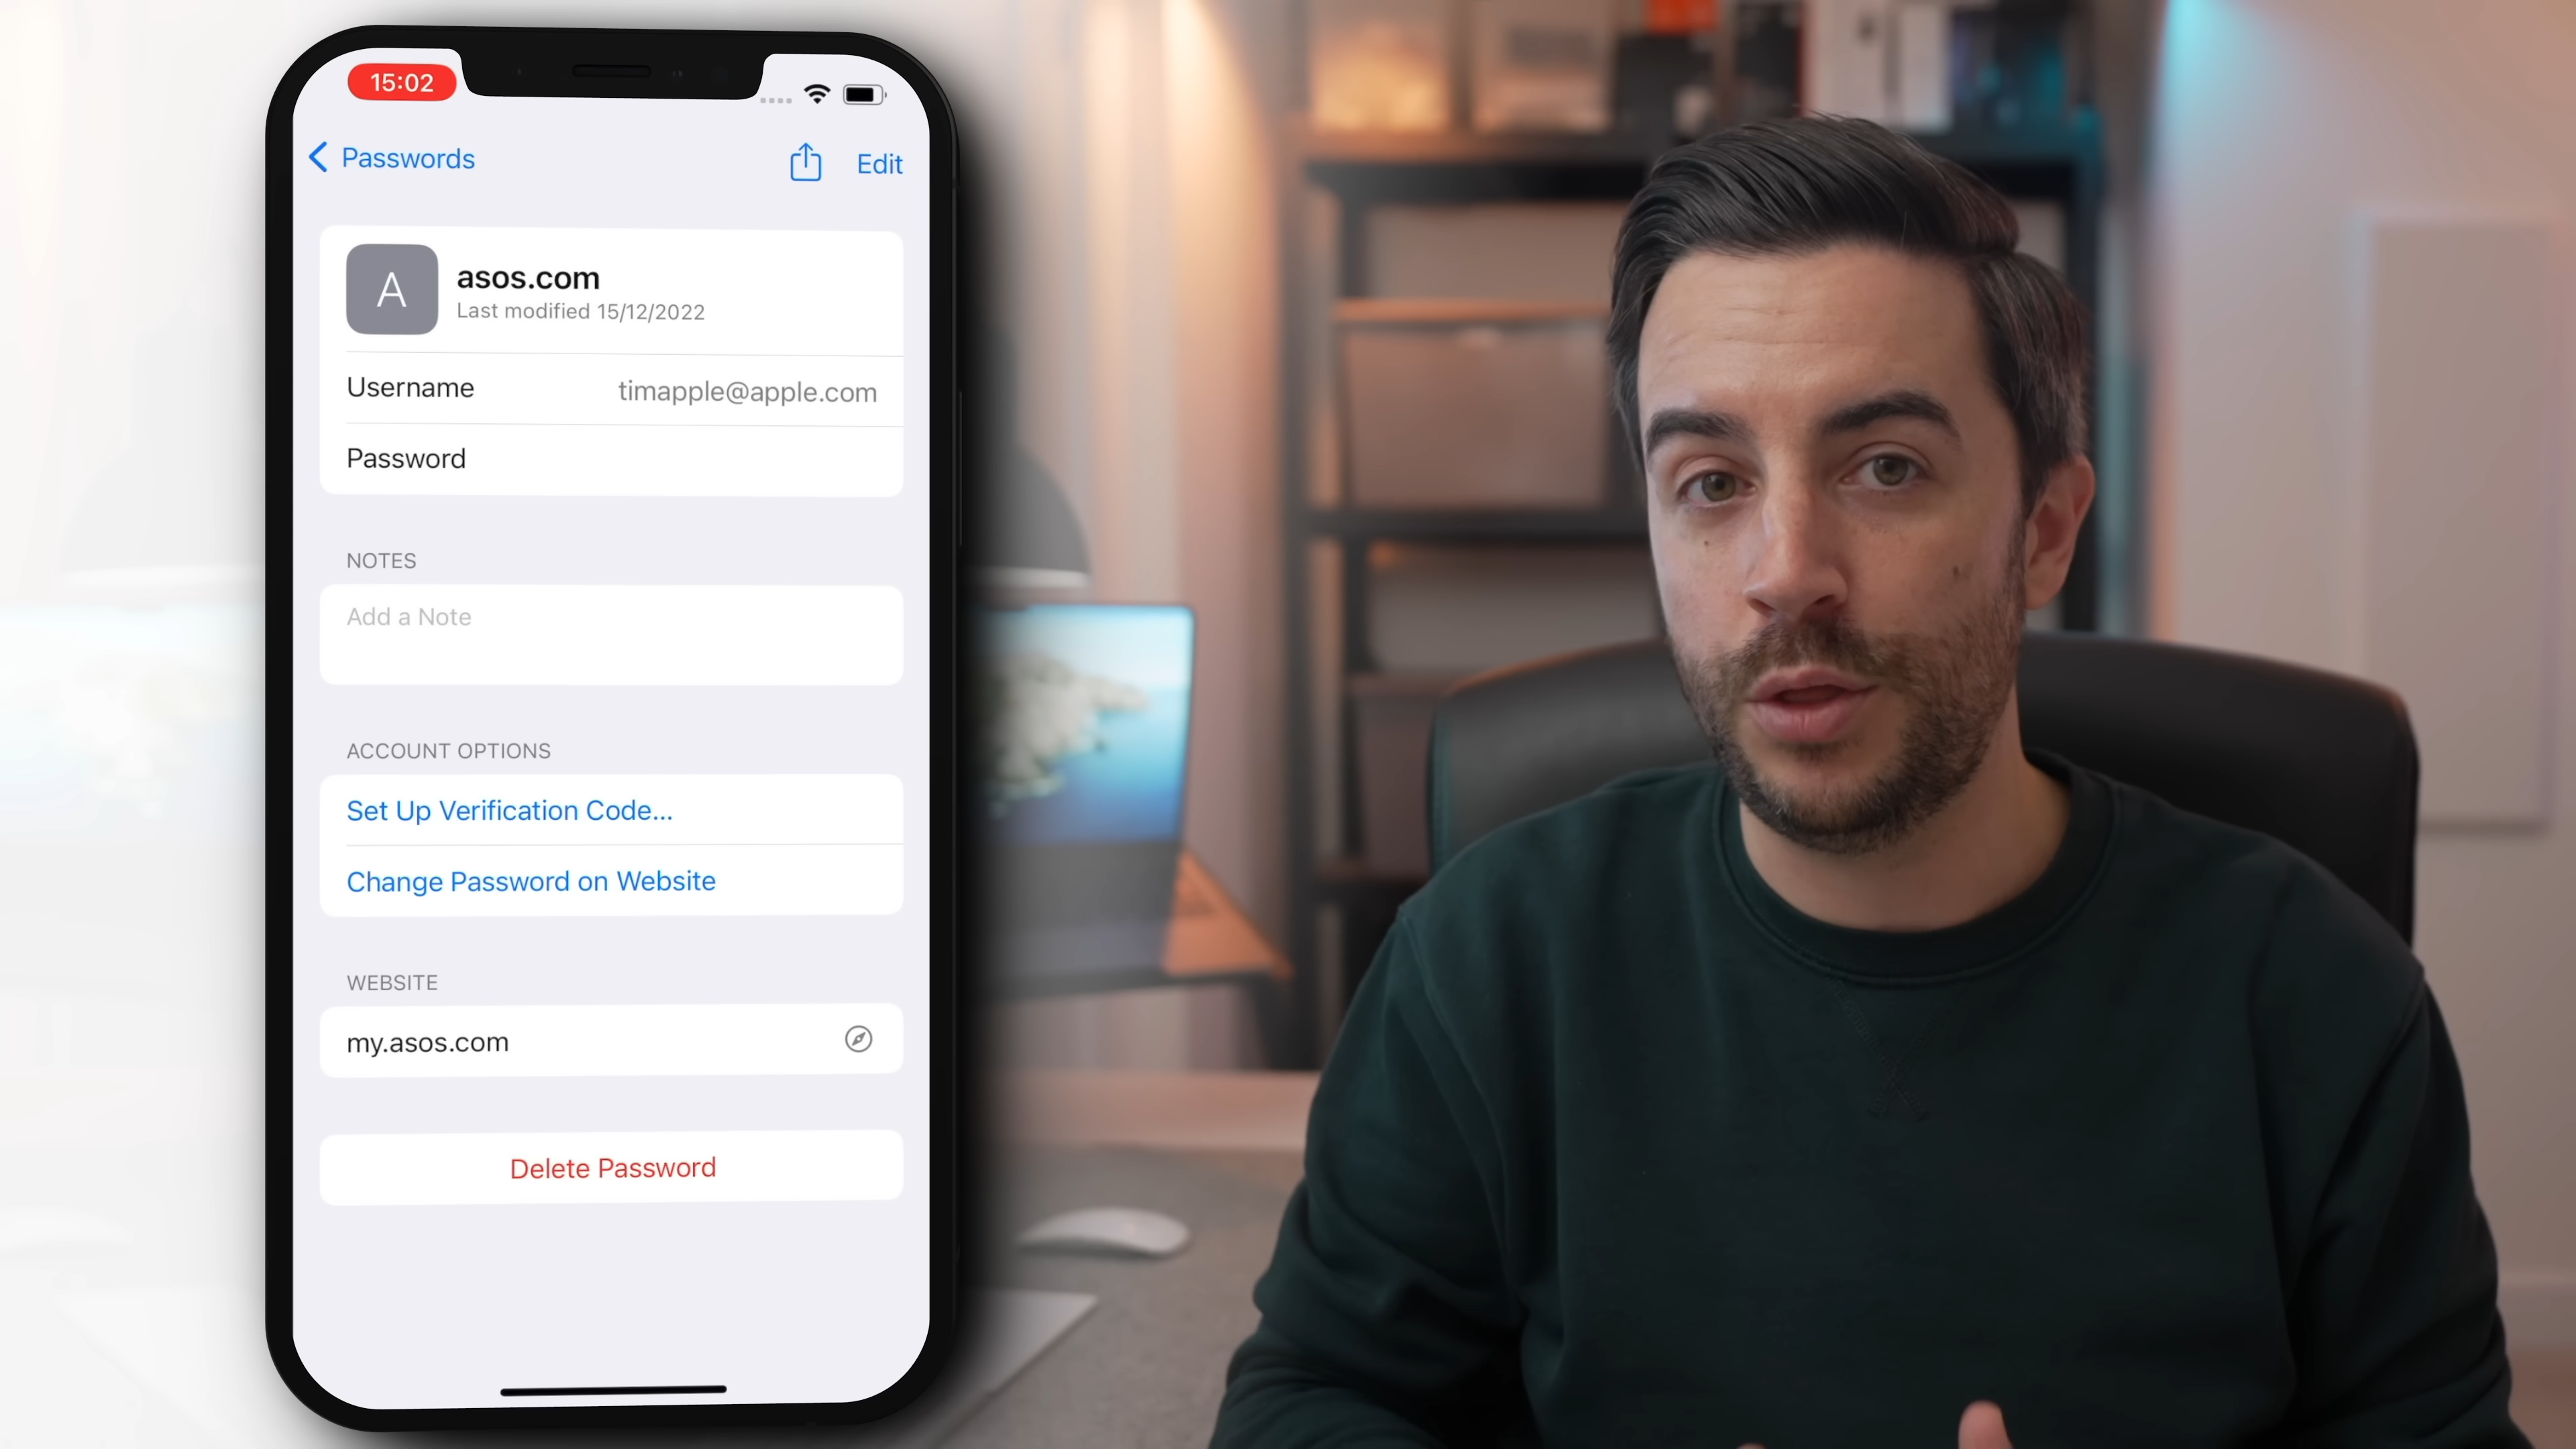 15:02
Passwords
Edit
A
asos.com
Last modified 15/12/2022
Username
timapple@apple.com
Password
NOTES
Add a Note
ACCOUNT OPTIONS
Set Up Verification Code...
Change Password on Website
WEBSITE
my.asos.com
Delete Password